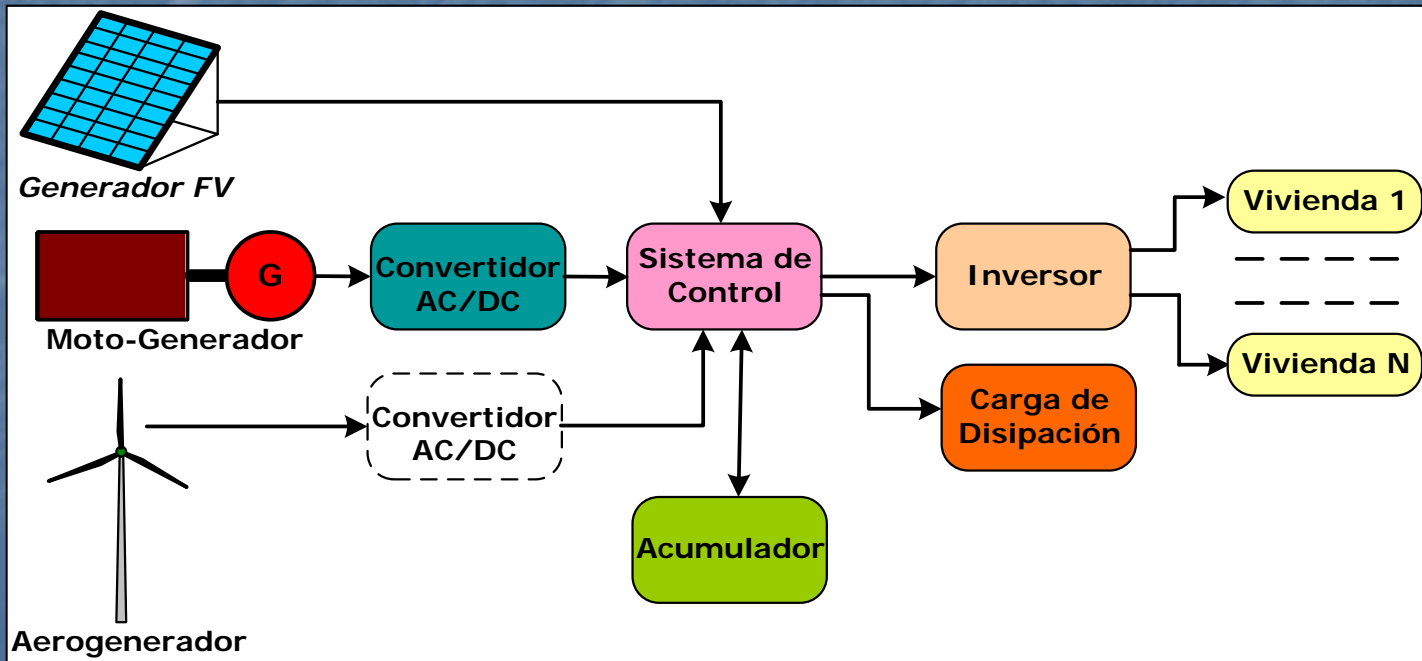 Generador FV
G
Moto-Generador
Convertidor
AC/DC
Sistema de
Control
Inversor
Vivienda 1
Vivienda N
Convertidor
AC/DC
Carga de
Disipación
Acumulador
Aerogenerador